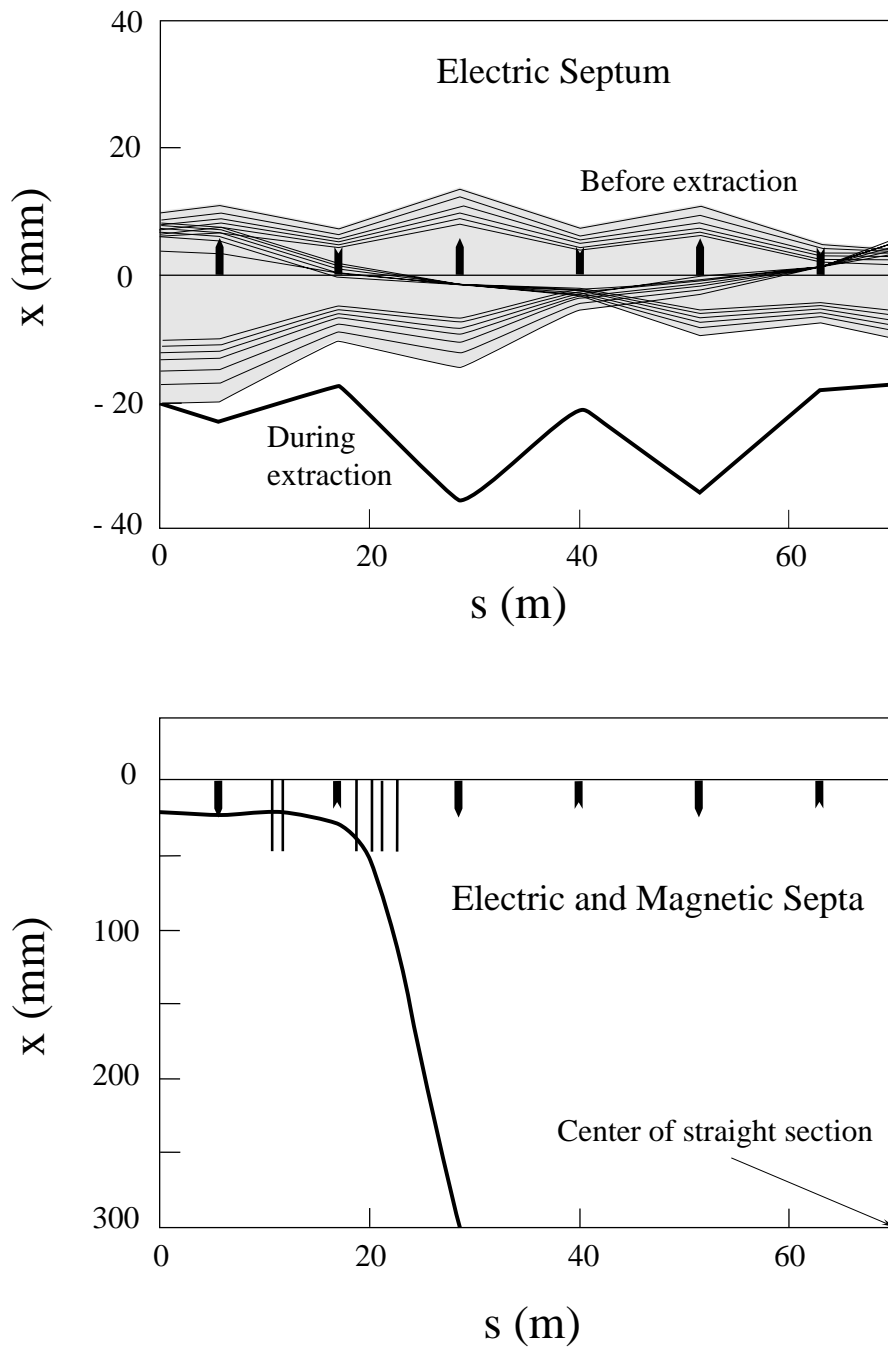 40
Electric Septum
20
Before extraction
x (mm)
0
- 20
During
extraction
- 40
0
20
40
60
s (m)
0
Electric and Magnetic Septa
100
x (mm)
200
Center of straight section
300
0
20
40
60
s (m)